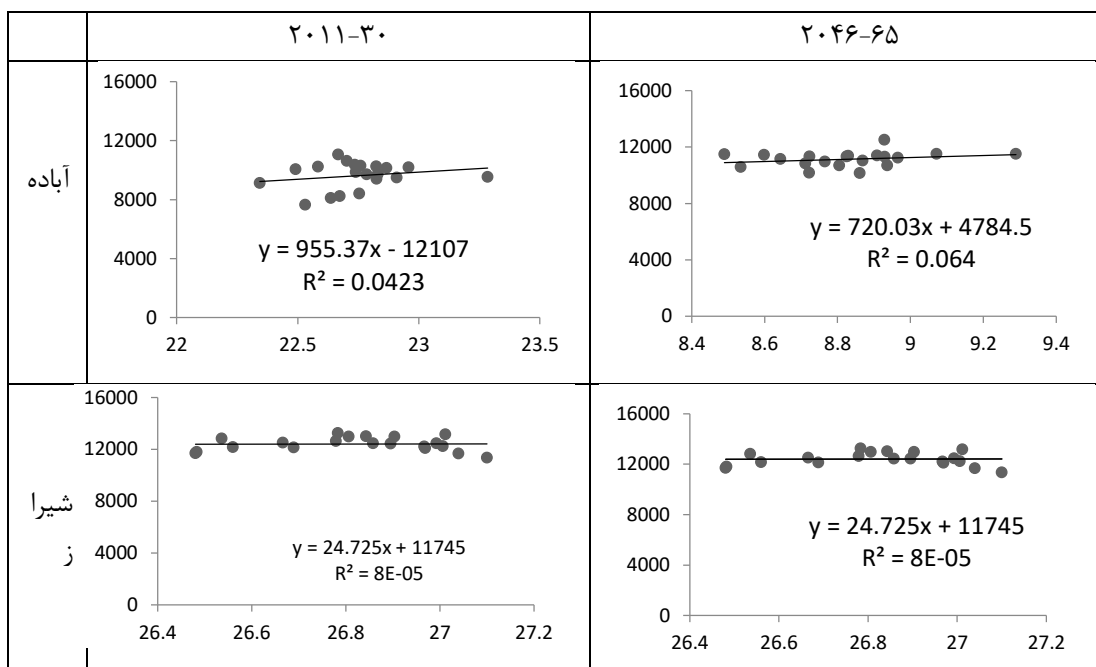 ۲۰۱۱-۳۰
۲۰۴۶-۶۵
آباده
16000
12000
8000
4000
0
y = 955.37x - 12107
R² = 0.0423
22 22.5 23 23.5
16000
12000
8000
4000
0
y = 720.03x + 4784.5
R² = 0.064
8.4 8.6 8.8 9 9.2 9.4
شیرا
ز
16000
12000
8000
4000
0
y = 24.725x + 11745
R² = 8E-05
26.4 26.6 26.8 27 27.2
16000
12000
8000
4000
0
y = 24.725x + 11745
R² = 8E-05
26.4 26.6 26.8 27 27.2